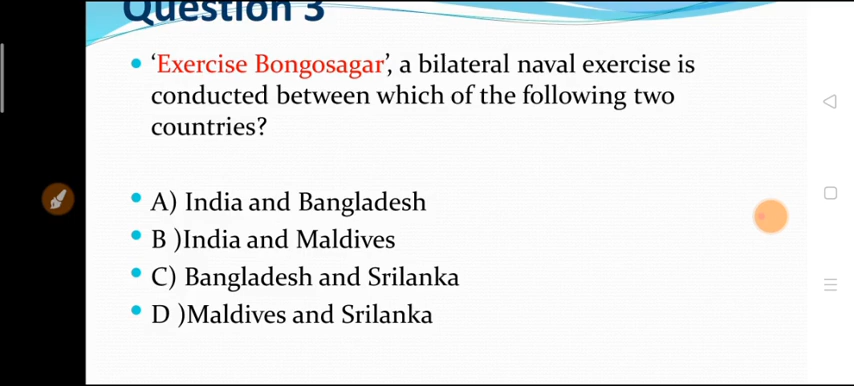 Question 3
• ‘Exercise Bongosagar’, a bilateral naval exercise is
conducted between which of the following two
countries?
• A) India and Bangladesh
• B )India and Maldives
• C) Bangladesh and Srilanka
• D )Maldives and Srilanka